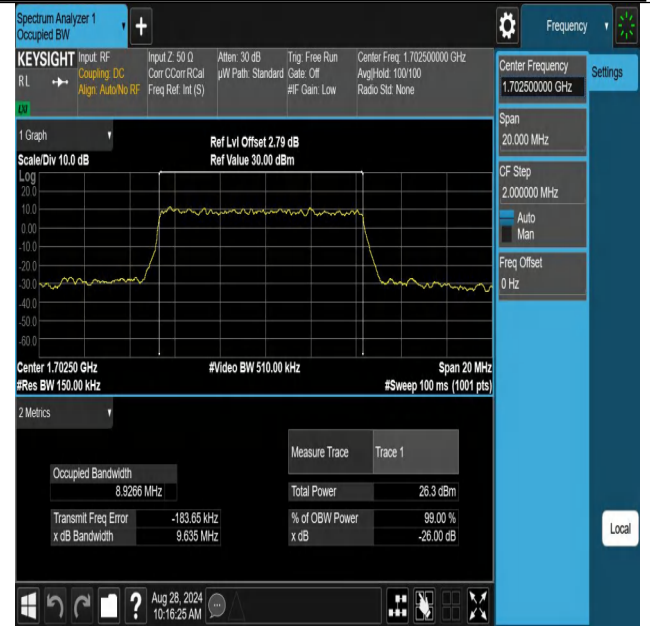 Spectrum Analyzer 1
Occupied BW
Frequency
KEYSIGHT
RL
LXI
Input: RF
Coupling: DC
Align: Auto/No RF
Input Z: 50 Ω
Corr CCorr RCal
Freq Ref: Int (S)
Atten: 30 dB
µW Path: Standard
Trig: Free Run
Gate: Off
#IF Gain: Low
Center Freq: 1.702500000 GHz
Avg|Hold: 100/100
Radio Std: None
Center Frequency
1.702500000 GHz
Settings
Span
20.000 MHz
CF Step
2.000000 MHz
Auto
Man
Freq Offset
0 Hz
Local
1 Graph
Scale/Div 10.0 dB
Ref Lvl Offset 2.79 dB
Ref Value 30.00 dBm
Log
20.0
10.0
0.00
-10.0
-20.0
-30.0
-40.0
-50.0
-60.0
Center 1.70250 GHz
#Video BW 510.00 kHz
Span 20 MHz
#Res BW 150.00 kHz
#Sweep 100 ms (1001 pts)
2 Metrics
Measure Trace Trace 1
Occupied Bandwidth
8.9266 MHz
Total Power 26.3 dBm
Transmit Freq Error -183.65 kHz
% of OBW Power 99.00 %
x dB Bandwidth 9.635 MHz
x dB -26.00 dB
?
Aug 28, 2024
10:16:25 AM